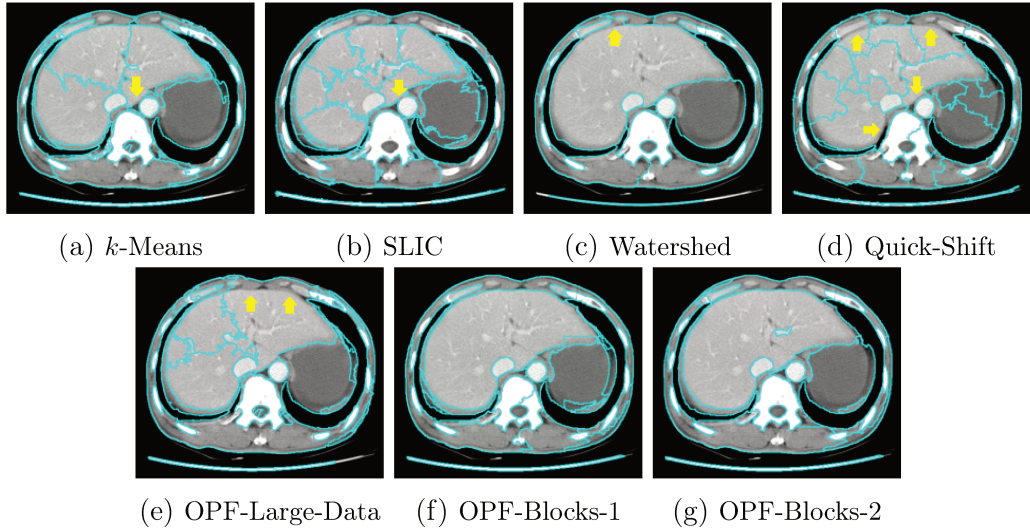 (a) k-Means
(b) SLIC
(c) Watershed
(d) Quick-Shift
(e) OPF-Large-Data
(f) OPF-Blocks-1
(g) OPF-Blocks-2